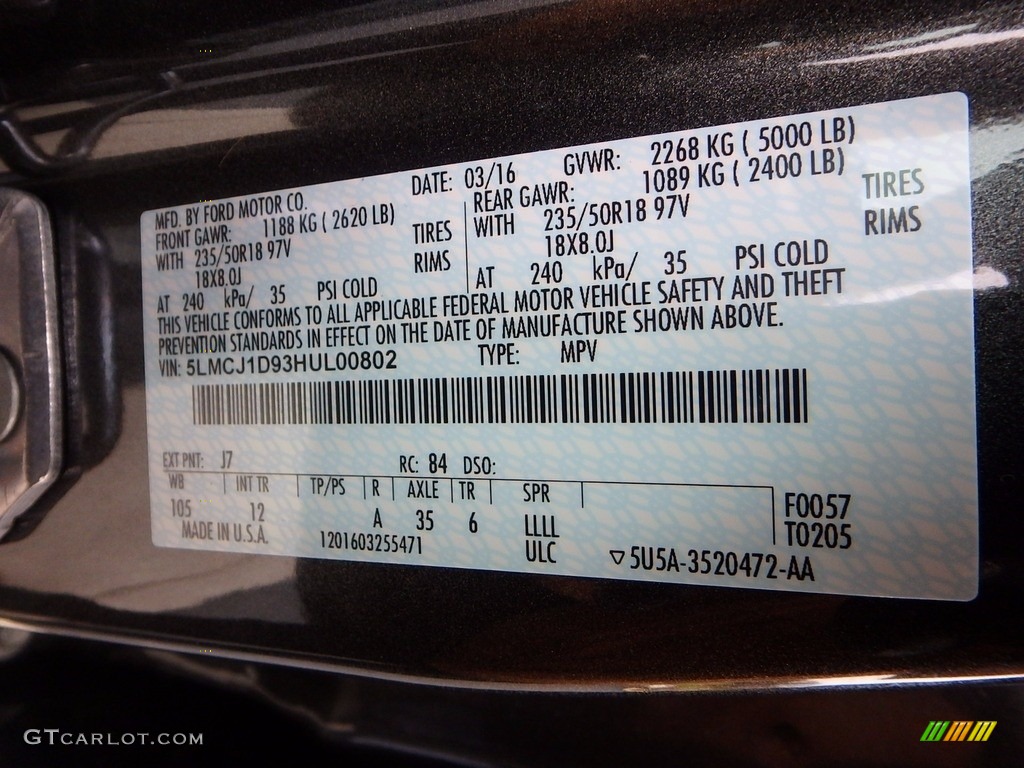 MFD. BY FORD MOTOR CO. DATE: 03/16 GVWR: 2268 KG ( 5000 LB)
FRONT GAWR: 1188 KG ( 2620 LB) REAR GAWR: 1089 KG ( 2400 LB)
WITH 235/50R18 97V TIRES WITH 235/50R18 97V TIRES
18X8.0J RIMS 18X8.0J RIMS
AT 240 kPa/ 35 PSI COLD AT 240 kPa/ 35 PSI COLD
THIS VEHICLE CONFORMS TO ALL APPLICABLE FEDERAL MOTOR VEHICLE SAFETY AND THEFT
PREVENTION STANDARDS IN EFFECT ON THE DATE OF MANUFACTURE SHOWN ABOVE.
VIN: 5LMCJ1D93HUL00802 TYPE: MPV
EXT PNT: J7 RC: 84 DSO:
WB INT TR TP/PS R AXLE TR SPR F0057
105 12 A 35 6 LLLL T0205
MADE IN U.S.A. 1201603255471 ULC ▽5U5A-3520472-AA
GTCARLOT.COM